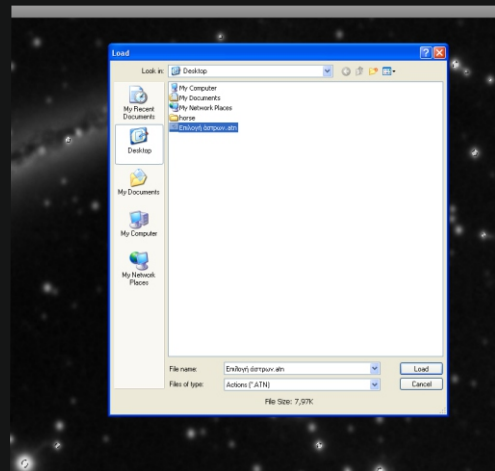 Load
Look in: Desktop
My Recent Documents
Desktop
My Documents
My Computer
My Network Places
My Computer
My Documents
My Network Places
horse
Επιλογή άστρων.atn
File name: Επιλογή άστρων.atn
Load
Files of type: Actions (*.ATN)
Cancel
File Size: 7,97K